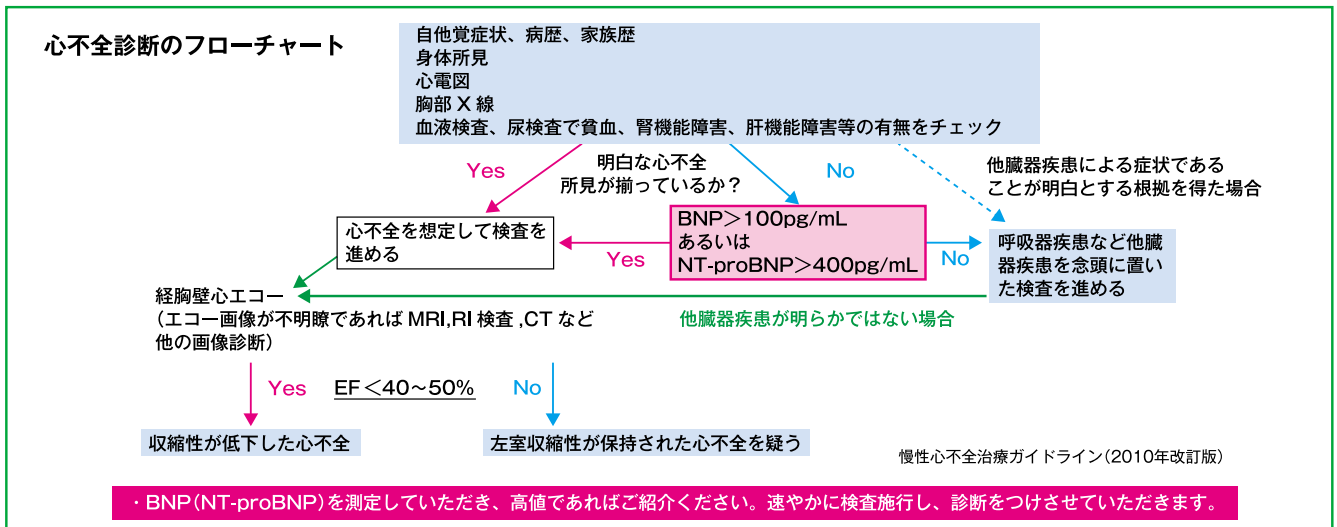 心不全診断のフローチャート
自他覚症状、病歴、家族歴
身体所見
心電図
胸部 X 線
血液検査、尿検査で貧血、腎機能障害、肝機能障害等の有無をチェック
Yes
明白な心不全
所見が揃っているか？
No
他臓器疾患による症状である
ことが明白とする根拠を得た場合
心不全を想定して検査を
進める
Yes
BNP＞100pg/mL
あるいは
NT-proBNP＞400pg/mL
No
呼吸器疾患など他臓
器疾患を念頭に置い
た検査を進める
経胸壁心エコー
（エコー画像が不明瞭であれば MRI,RI 検査 ,CT など
他の画像診断）
他臓器疾患が明らかではない場合
Yes
EF＜40～50%
No
収縮性が低下した心不全
左室収縮性が保持された心不全を疑う
慢性心不全治療ガイドライン（2010年改訂版）
・BNP（NT-proBNP）を測定していただき、高値であればご紹介ください。速やかに検査施行し、診断をつけさせていただきます。